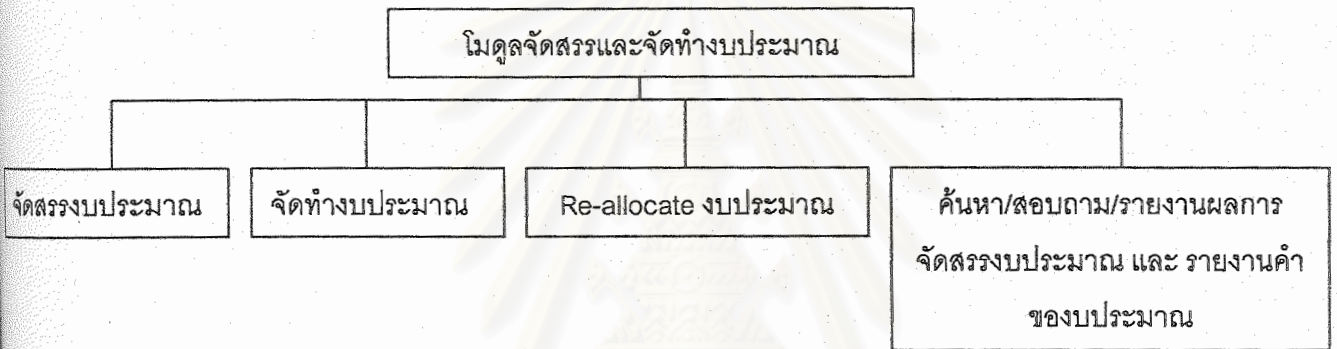 โมดูลจัดสรรและจัดทำงบประมาณ
จัดสรรงบประมาณ
จัดทำงบประมาณ
Re-allocate งบประมาณ
ค้นหา/สอบถาม/รายงานผลการ
จัดสรรงบประมาณ และ รายงานคำ
ของบประมาณ